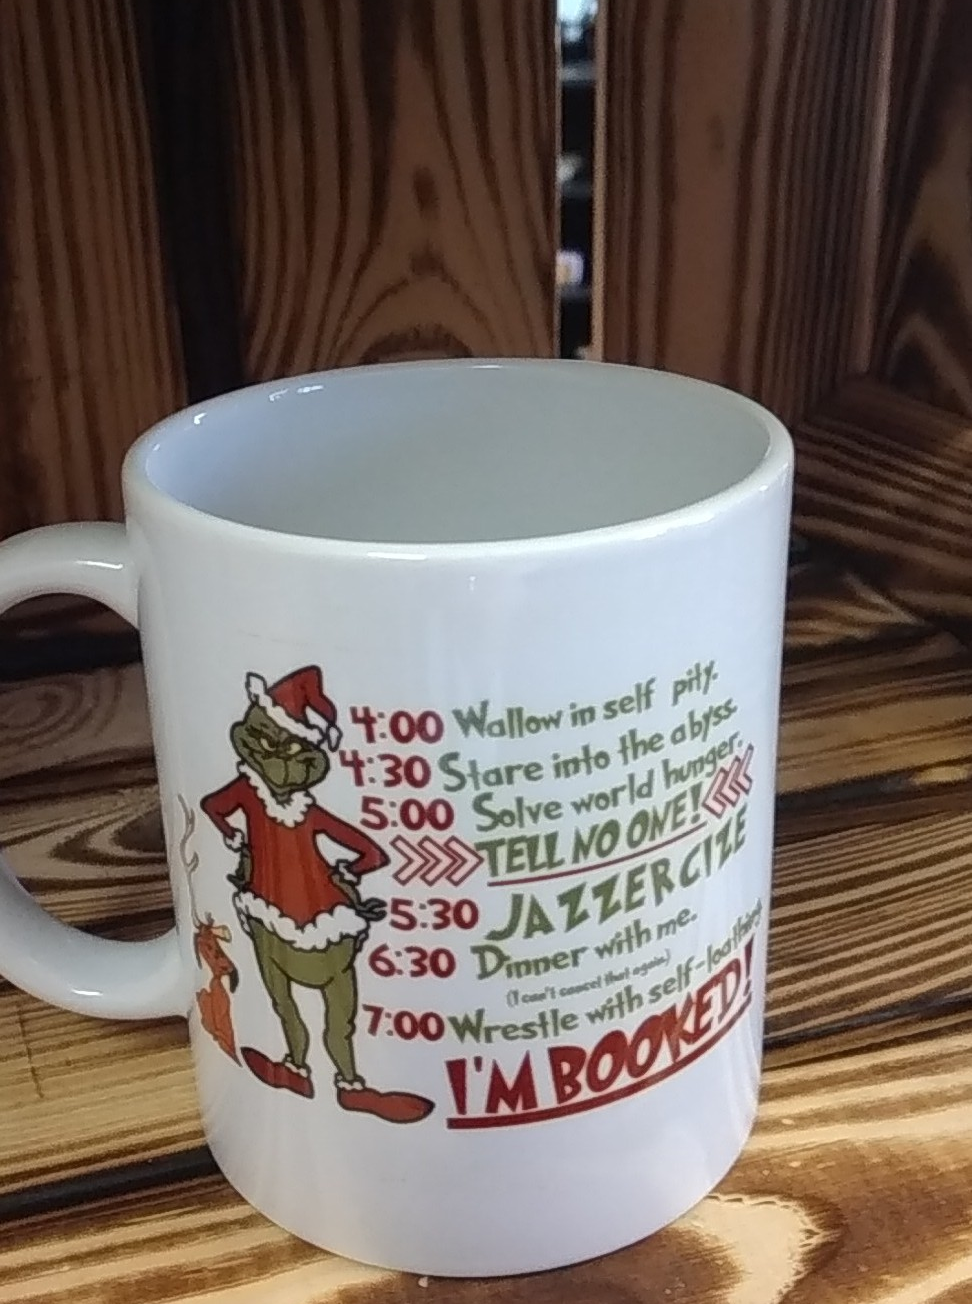 4:00 Wallow in self pity.
4:30 Stare into the abyss.
5:00 Solve world hunger.
TELL NO ONE!
5:30 JAZZERCIZE
6:30 Dinner with me.
(I can't cancel that again.)
7:00 Wrestle with self-loathing
I'M BOOKED!